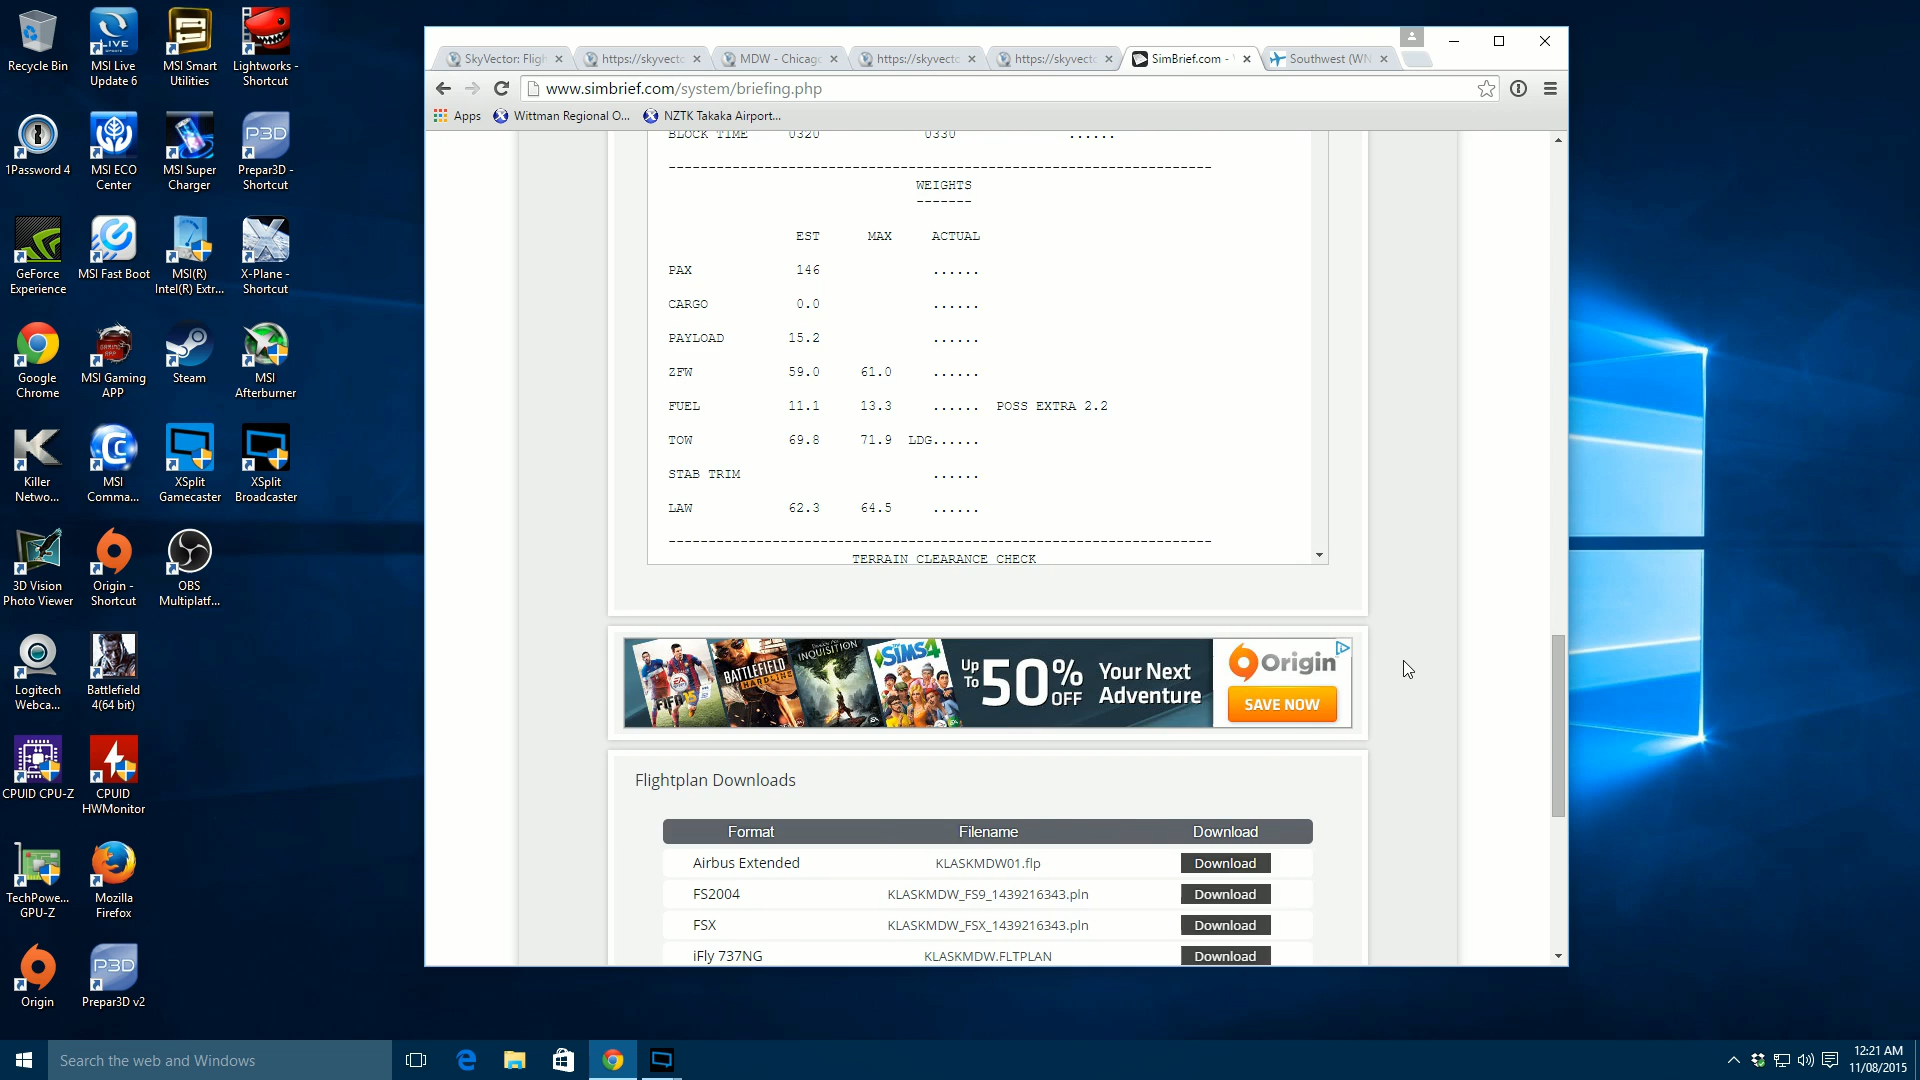 Recycle Bin
MSI Live
Update 6
MSI Smart
Utilities
Lightworks -
Shortcut
1Password 4
MSI ECO
Center
MSI Super
Charger
Prepar3D -
Shortcut
GeForce
Experience
MSI Fast Boot
MSI(R)
Intel(R) Extr...
X-Plane -
Shortcut
Google
Chrome
MSI Gaming
APP
Steam
MSI
Afterburner
Killer
Netwo...
MSI
Comma...
XSplit
Gamecaster
XSplit
Broadcaster
3D Vision
Photo Viewer
Origin -
Shortcut
OBS
Multiplatf...
Logitech
Webca...
Battlefield
4(64 bit)
CPUID CPU-Z
CPUID
HWMonitor
TechPowe...
GPU-Z
Mozilla
Firefox
Origin
Prepar3D v2
SkyVector: Fligh
https://skyvecto
MDW - Chicago
https://skyvecto
https://skyvecto
SimBrief.com -
Southwest (WN
www.simbrief.com/system/briefing.php
Apps
Wittman Regional O...
NZTK Takaka Airport...
BLOCK TIME 0320 0330 ......
WEIGHTS
-------
EST MAX ACTUAL
PAX 146 ......
CARGO 0.0 ......
PAYLOAD 15.2 ......
ZFW 59.0 61.0 ......
FUEL 11.1 13.3 ...... POSS EXTRA 2.2
TOW 69.8 71.9 LDG......
STAB TRIM ......
LAW 62.3 64.5 ......
TERRAIN CLEARANCE CHECK
FIFA 15
BATTLEFIELD
HARDLINE
INQUISITION
SIMS 4
UP TO 50% OFF
Your Next
Adventure
Origin
SAVE NOW
Flightplan Downloads
Format Filename Download
Airbus Extended KLASKMDW01.flp Download
FS2004 KLASKMDW_FS9_1439216343.pln Download
FSX KLASKMDW_FSX_1439216343.pln Download
iFly 737NG KLASKMDW.FLTPLAN Download
Search the web and Windows
12:21 AM
11/08/2015